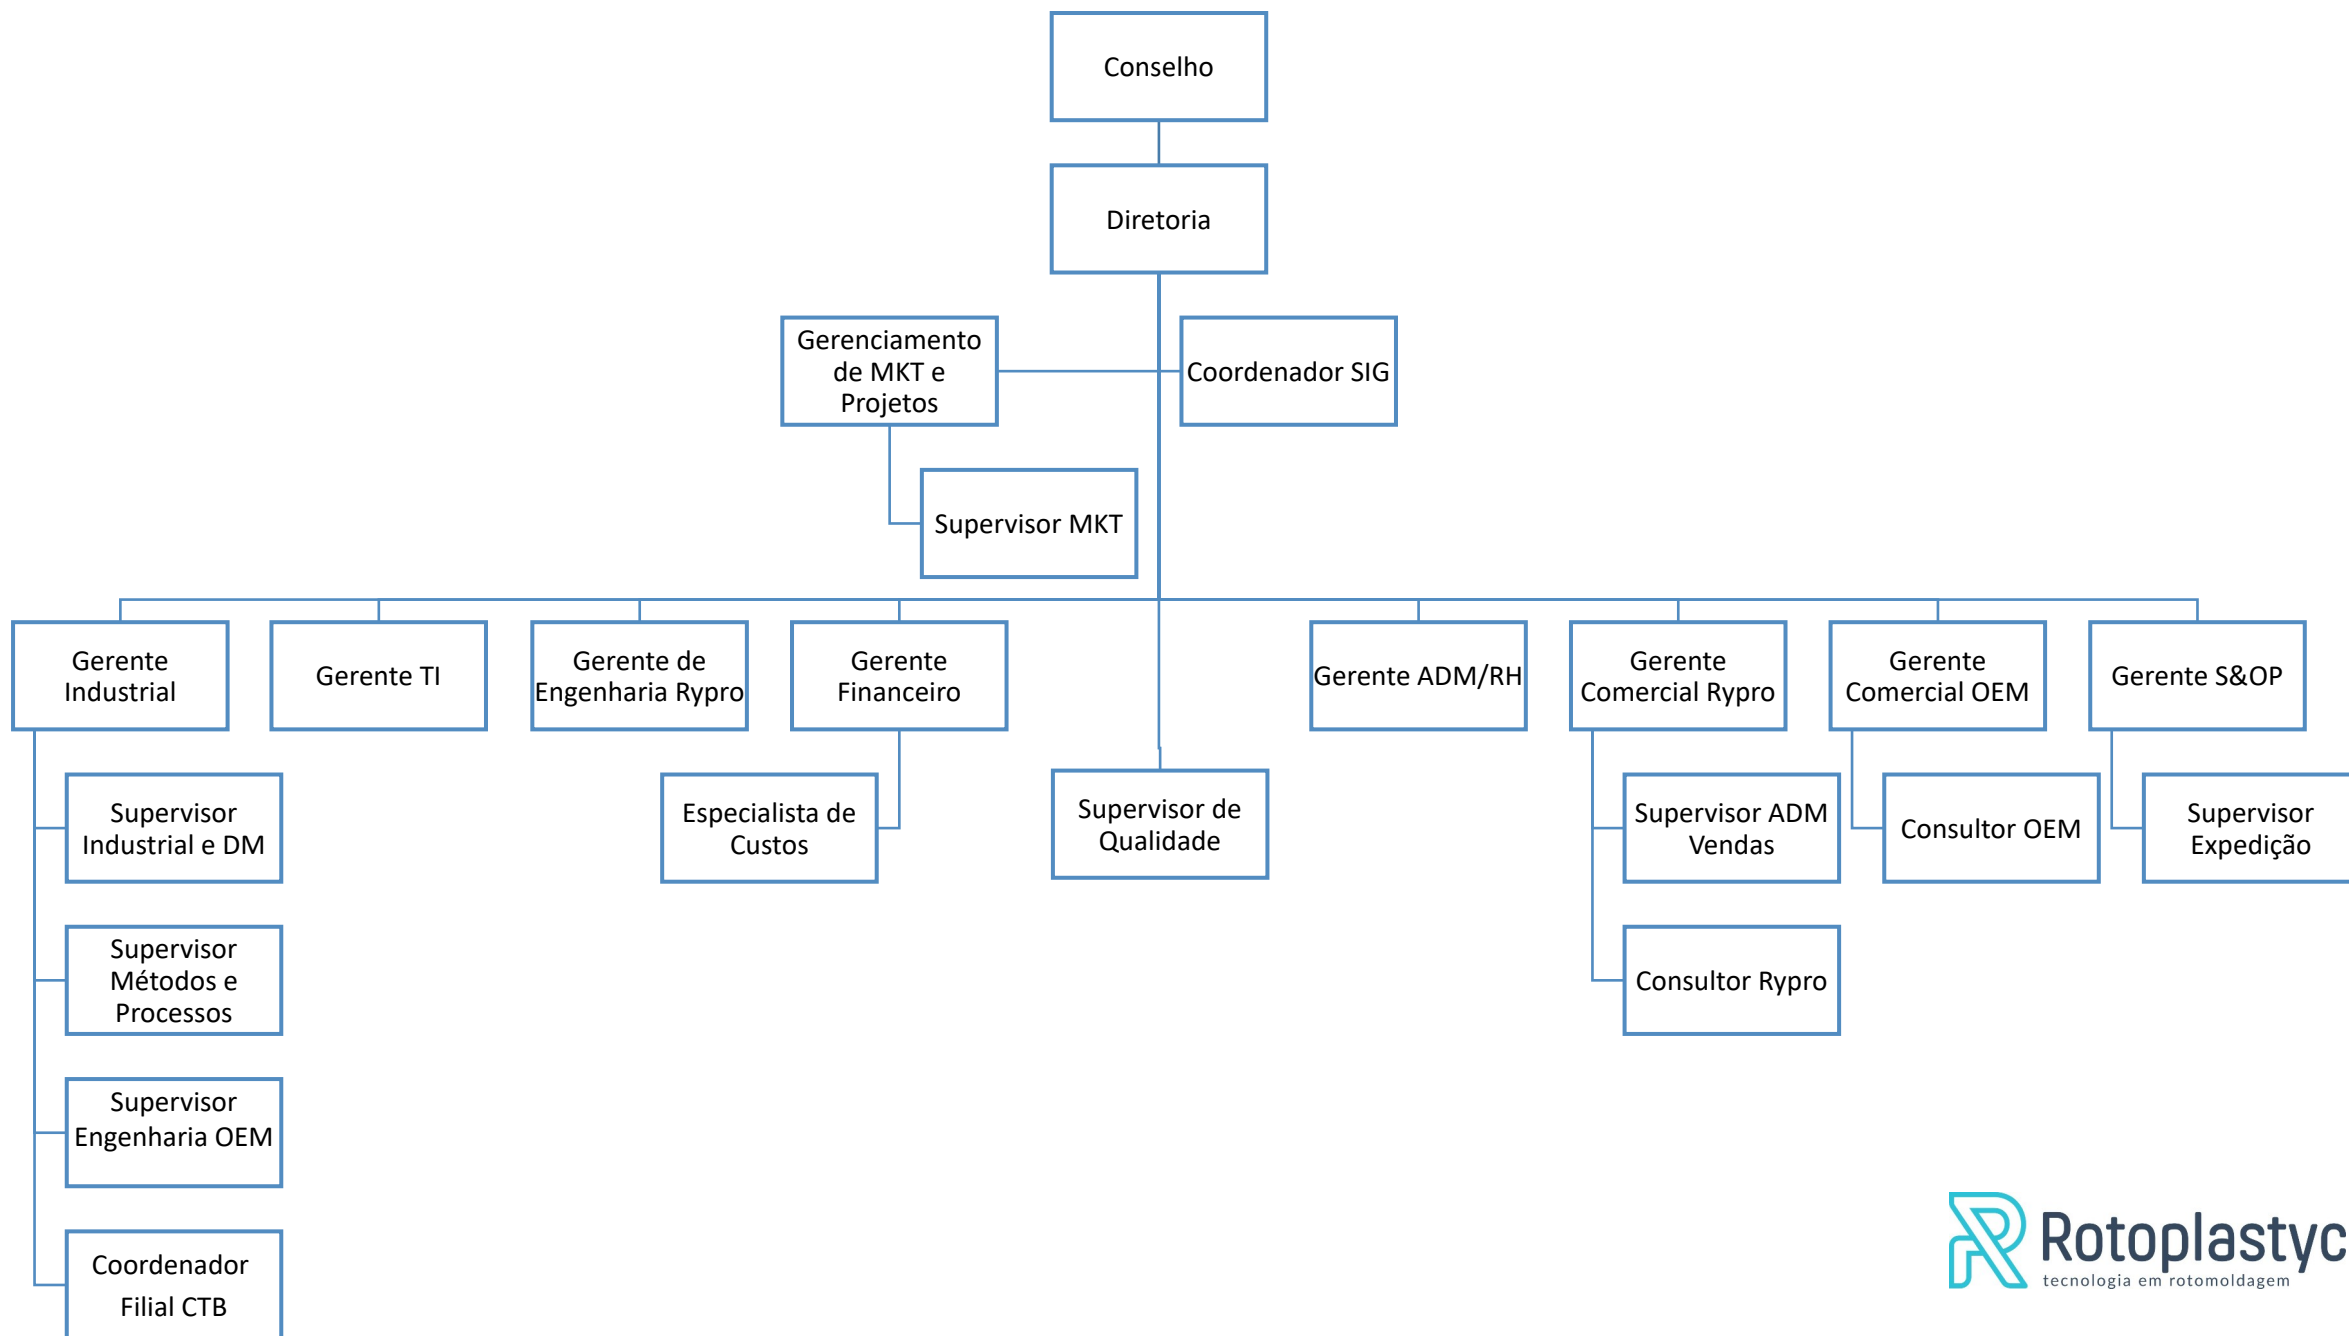 Conselho
Diretoria
Gerenciamento
de MKT e
Projetos
Coordenador SIG
Supervisor MKT
Gerente
Industrial
Gerente TI
Gerente de
Engenharia Rypro
Gerente
Financeiro
Gerente ADM/RH
Gerente
Comercial Rypro
Gerente
Comercial OEM
Gerente S&OP
Supervisor
Industrial e DM
Especialista de
Custos
Supervisor de
Qualidade
Supervisor ADM
Vendas
Consultor OEM
Supervisor
Expedição
Supervisor
Métodos e
Processos
Consultor Rypro
Supervisor
Engenharia OEM
Coordenador
Filial CTB
Rotoplastyc
tecnologia em rotomoldagem